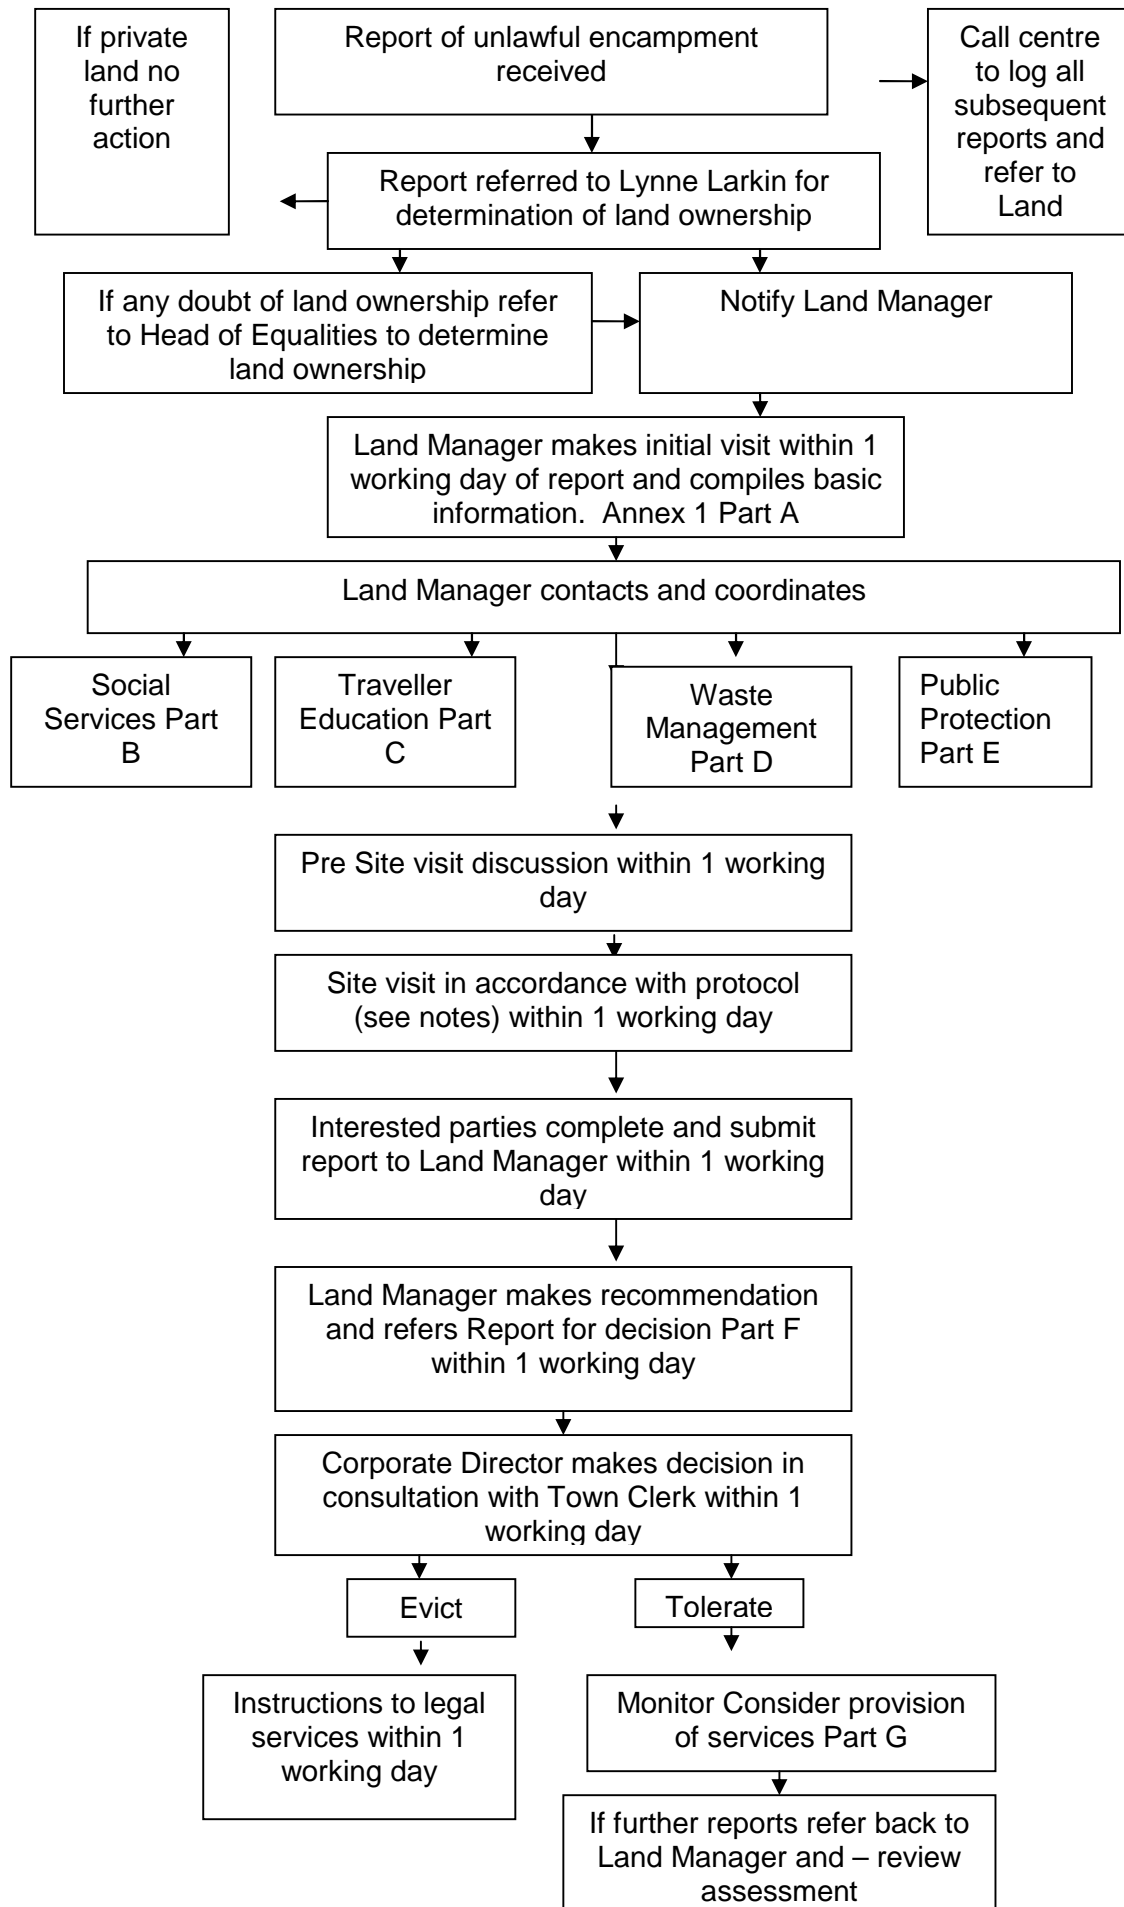 If private
land no
further
action
Report of unlawful encampment
received
Call centre
to log all
subsequent
reports and
refer to
Land
Report referred to Lynne Larkin for
determination of land ownership
If any doubt of land ownership refer
to Head of Equalities to determine
land ownership
Notify Land Manager
Land Manager makes initial visit within 1
working day of report and compiles basic
information.  Annex 1 Part A
Land Manager contacts and coordinates
Social
Services Part
B
Traveller
Education Part
C
Waste
Management
Part D
Public
Protection
Part E
Pre Site visit discussion within 1 working
day
Site visit in accordance with protocol
(see notes) within 1 working day
Interested parties complete and submit
report to Land Manager within 1 working
day
Land Manager makes recommendation
and refers Report for decision Part F
within 1 working day
Corporate Director makes decision in
consultation with Town Clerk within 1
working day
Evict
Tolerate
Instructions to legal
services within 1
working day
Monitor Consider provision
of services Part G
If further reports refer back to
Land Manager and – review
assessment